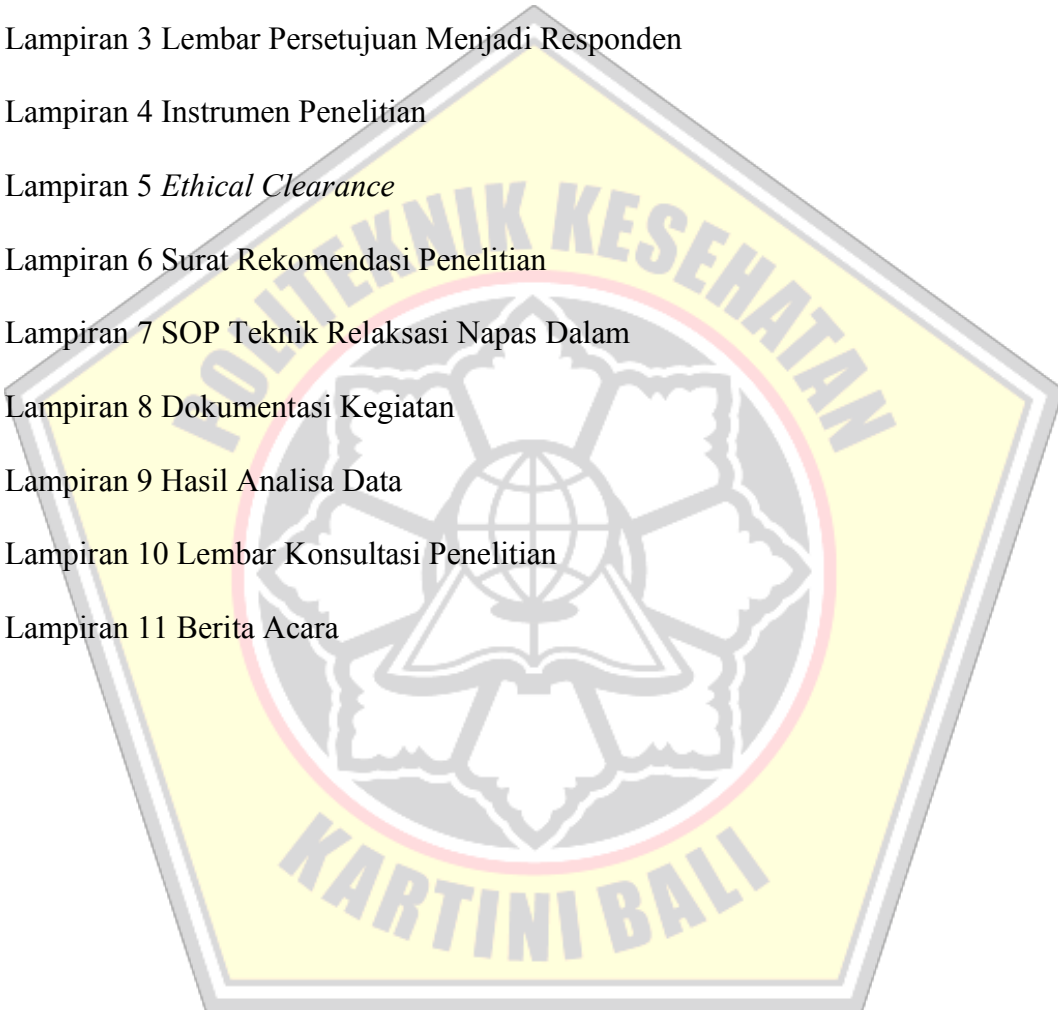 Lampiran 3 Lembar Persetujuan Menjadi Responden
Lampiran 4 Instrumen Penelitian
Lampiran 5 Ethical Clearance
Lampiran 6 Surat Rekomendasi Penelitian
Lampiran 7 SOP Teknik Relaksasi Napas Dalam
Lampiran 8 Dokumentasi Kegiatan
Lampiran 9 Hasil Analisa Data
Lampiran 10 Lembar Konsultasi Penelitian
Lampiran 11 Berita Acara
POLITEKNIK KESEHATAN
KARTINI BALI